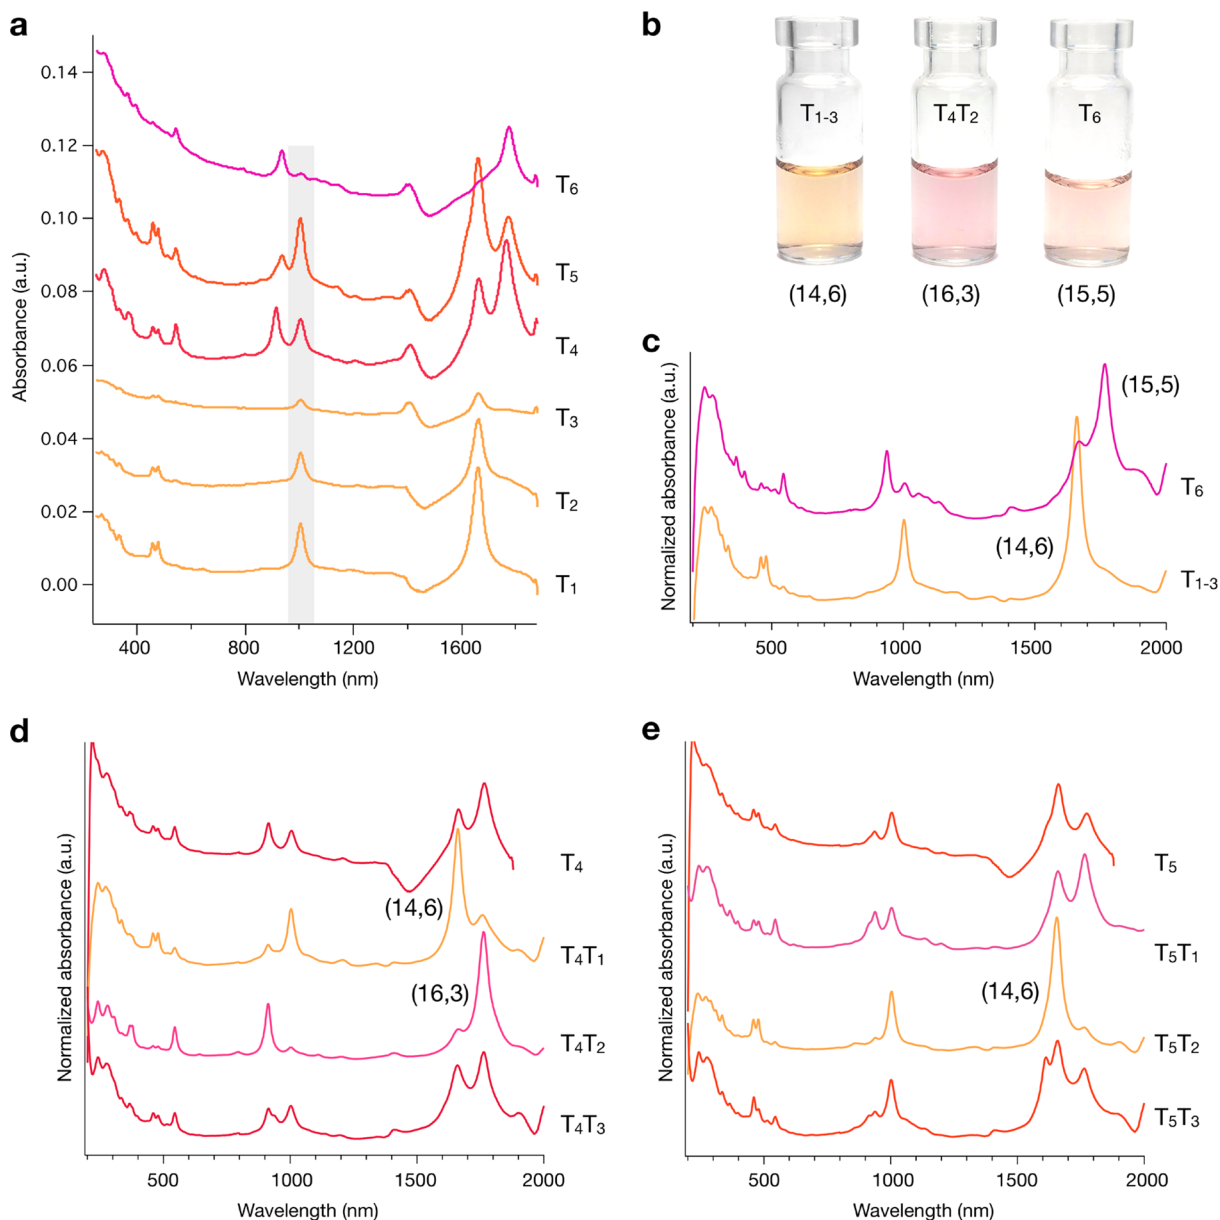 a
Absorbance (a.u.)
0.14
0.12
0.10
0.08
0.06
0.04
0.02
0.00
T6
T5
T4
T3
T2
T1
400
800
1200
1600
Wavelength (nm)
b
T1-3
T4T2
T6
(14,6)
(16,3)
(15,5)
c
Normalized absorbance (a.u.)
(15,5)
T6
(14,6)
T1-3
500
1000
1500
2000
Wavelength (nm)
d
Normalized absorbance (a.u.)
T4
(14,6)
T4T1
(16,3)
T4T2
T4T3
500
1000
1500
2000
Wavelength (nm)
e
Normalized absorbance (a.u.)
T5
T5T1
(14,6)
T5T2
T5T3
500
1000
1500
2000
Wavelength (nm)